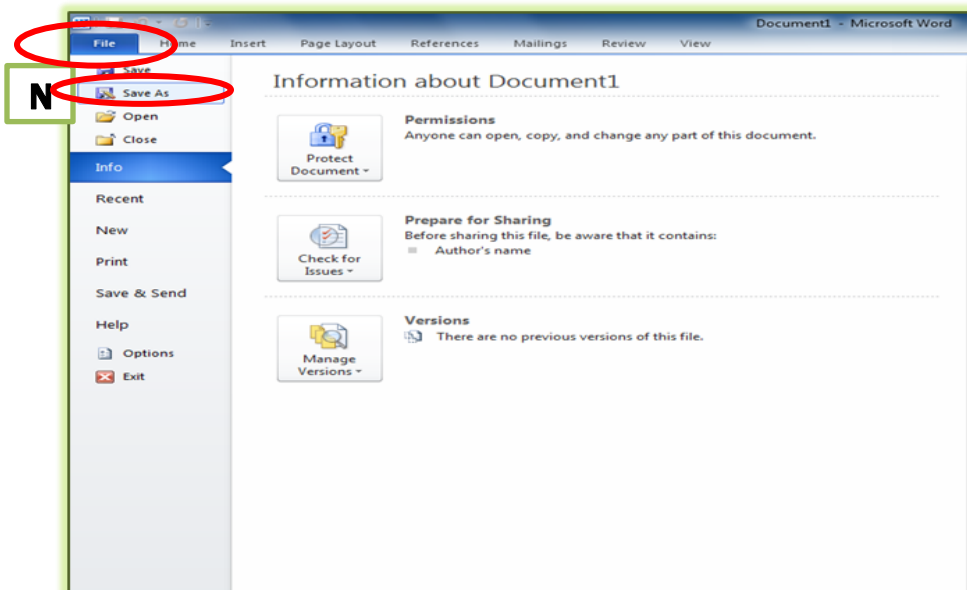 Document1 - Microsoft Word
File Home Insert Page Layout References Mailings Review View
N
Save
Save As
Open
Close
Info
Recent
New
Print
Save & Send
Help
Options
Exit
Information about Document1
Protect
Document
Permissions
Anyone can open, copy, and change any part of this document.
Check for
Issues
Prepare for Sharing
Before sharing this file, be aware that it contains:
Author's name
Manage
Versions
Versions
There are no previous versions of this file.